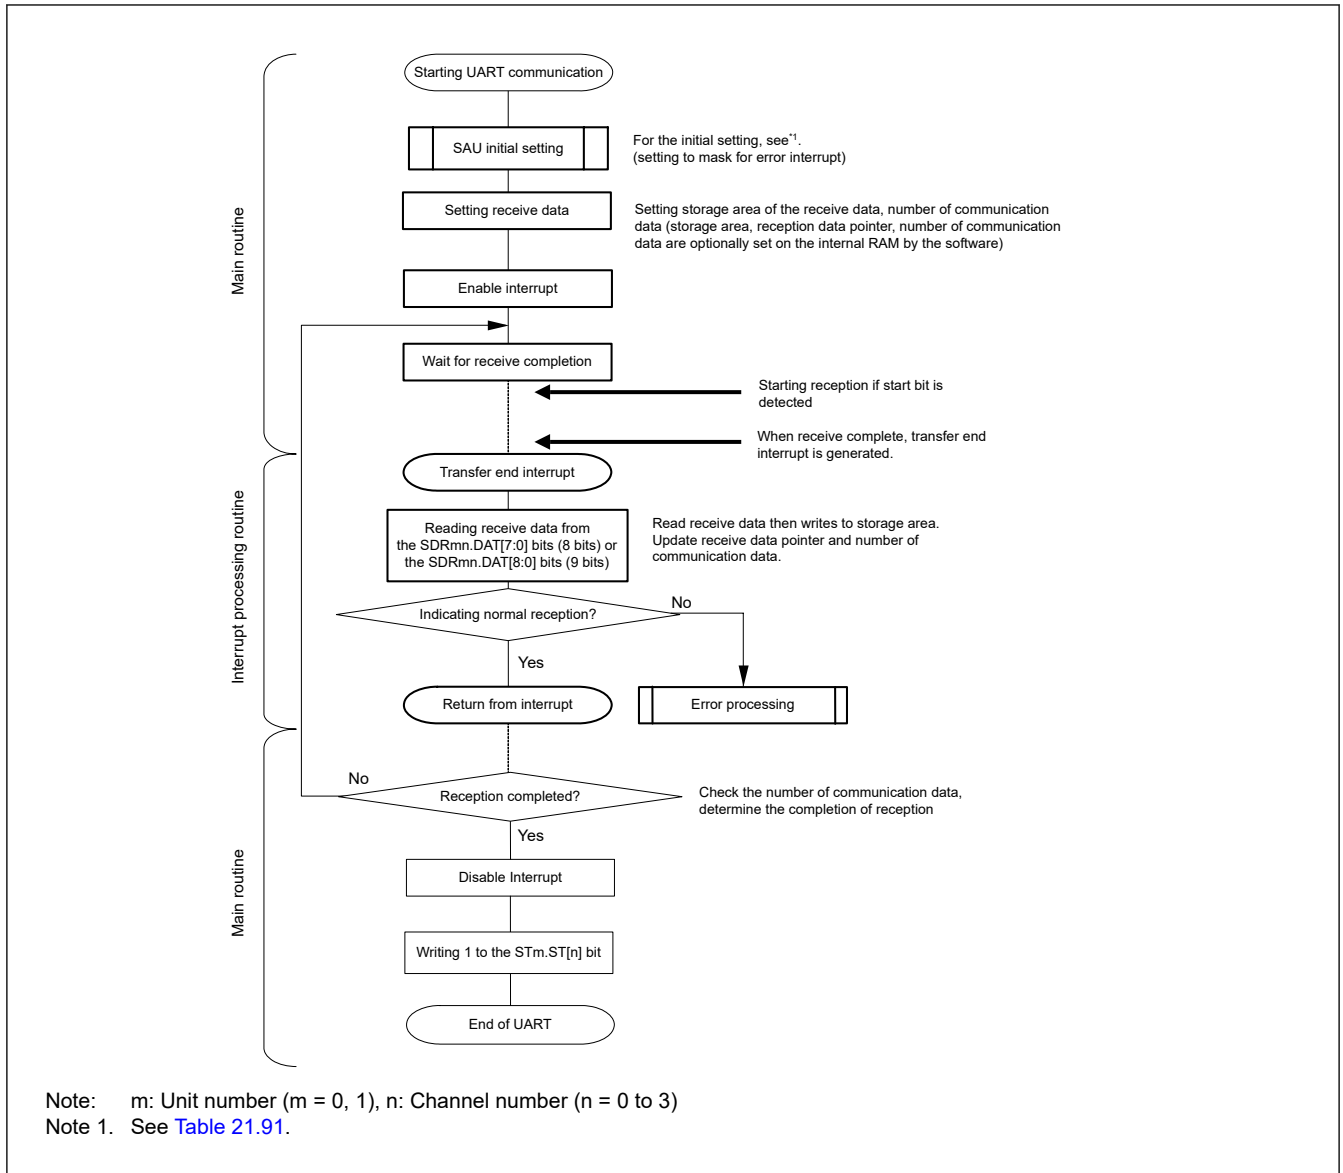 Starting UART communication
SAU initial setting
For the initial setting, see*1.
(setting to mask for error interrupt)
Setting receive data
Setting storage area of the receive data, number of communication
data (storage area, reception data pointer, number of communication
data are optionally set on the internal RAM by the software)
Main routine
Enable interrupt
Wait for receive completion
Starting reception if start bit is
detected
When receive complete, transfer end
interrupt is generated.
Transfer end interrupt
Reading receive data from
the SDRmn.DAT[7:0] bits (8 bits) or
the SDRmn.DAT[8:0] bits (9 bits)
Read receive data then writes to storage area.
Update receive data pointer and number of
communication data.
Interrupt processing routine
Indicating normal reception?
No
Yes
Return from interrupt
Error processing
No
Reception completed?
Check the number of communication data,
determine the completion of reception
Yes
Main routine
Disable Interrupt
Writing 1 to the STm.ST[n] bit
End of UART
Note: m: Unit number (m = 0, 1), n: Channel number (n = 0 to 3)
Note 1. See Table 21.91.